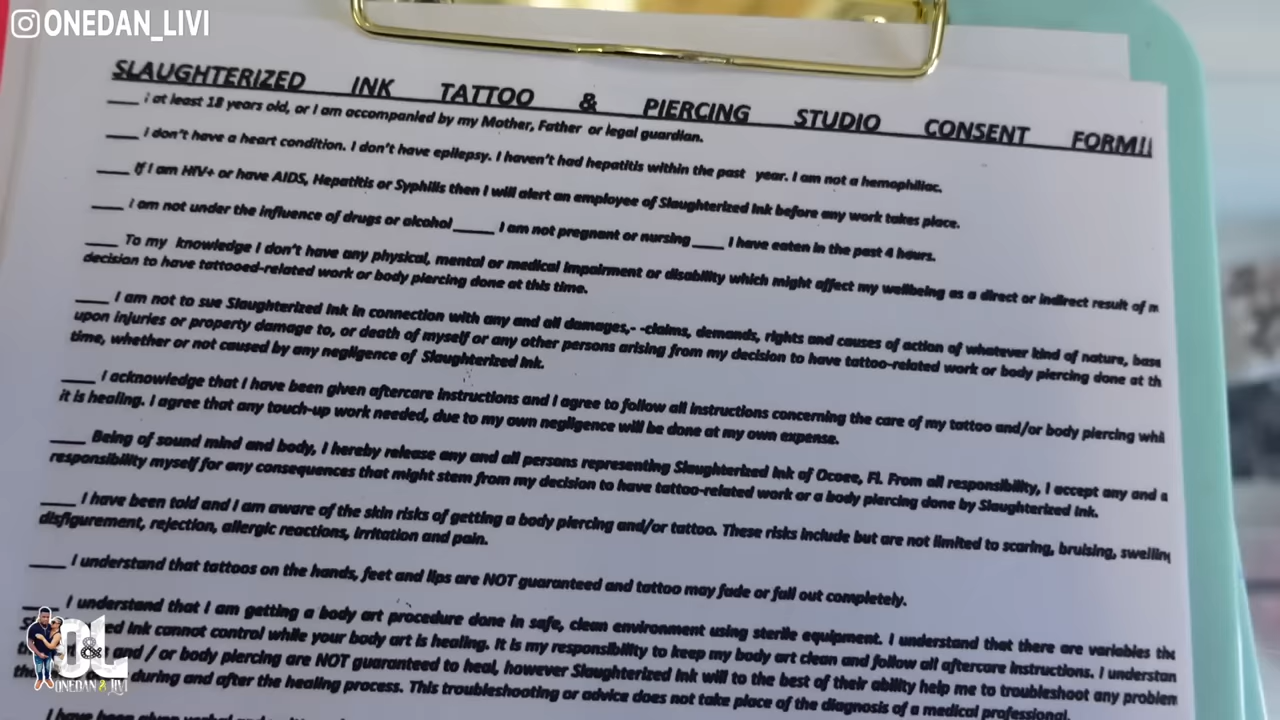 ONEDAN_LIVI
SLAUGHTERIZED INK TATTOO & PIERCING STUDIO CONSENT FORM!!
____ i at least 18 years old, or I am accompanied by my Mother, Father or legal guardian.
____ I don't have a heart condition. I don't have epilepsy. I haven't had hepatitis within the past year. I am not a hemophiliac.
____ If I am HIV+ or have AIDS, Hepatitis or Syphilis then I will alert an employee of Slaughterized Ink before any work takes place.
____ I am not under the influence of drugs or alcohol _____ I am not pregnant or nursing ____ I have eaten in the past 4 hours.
____ To my knowledge I don't have any physical, mental or medical impairment or disability which might affect my wellbeing as a direct or indirect result of m
decision to have tattooed-related work or body piercing done at this time.
____ I am not to sue Slaughterized Ink in connection with any and all damages,- -claims, demands, rights and causes of action of whatever kind of nature, base
upon injuries or property damage to, or death of myself or any other persons arising from my decision to have tattoo-related work or body piercing done at th
time, whether or not caused by any negligence of Slaughterized Ink.
____ I acknowledge that I have been given aftercare instructions and I agree to follow all instructions concerning the care of my tattoo and/or body piercing whil
it is healing. I agree that any touch-up work needed, due to my own negligence will be done at my own expense.
____ Being of sound mind and body, I hereby release any and all persons representing Slaughterized Ink of Ocoee, Fl. From all responsibility, I accept any and a
responsibility myself for any consequences that might stem from my decision to have tattoo-related work or a body piercing done by Slaughterized Ink.
____ I have been told and I am aware of the skin risks of getting a body piercing and/or tattoo. These risks include but are not limited to scaring, bruising, swelling
disfigurement, rejection, allergic reactions, irritation and pain.
____ I understand that tattoos on the hands, feet and lips are NOT guaranteed and tattoo may fade or fall out completely.
____ I understand that I am getting a body art procedure done in safe, clean environment using sterile equipment. I understand that there are variables the
Ink cannot control while your body art is healing. It is my responsibility to keep my body art clean and follow all aftercare instructions. I understan
and / or body piercing are NOT guaranteed to heal, however Slaughterized Ink will to the best of their ability help me to troubleshoot any problem
during and after the healing process. This troubleshooting or advice does not take place of the diagnosis of a medical professional.
I have been given verbal and
O&L
ONEDAN & LIVI